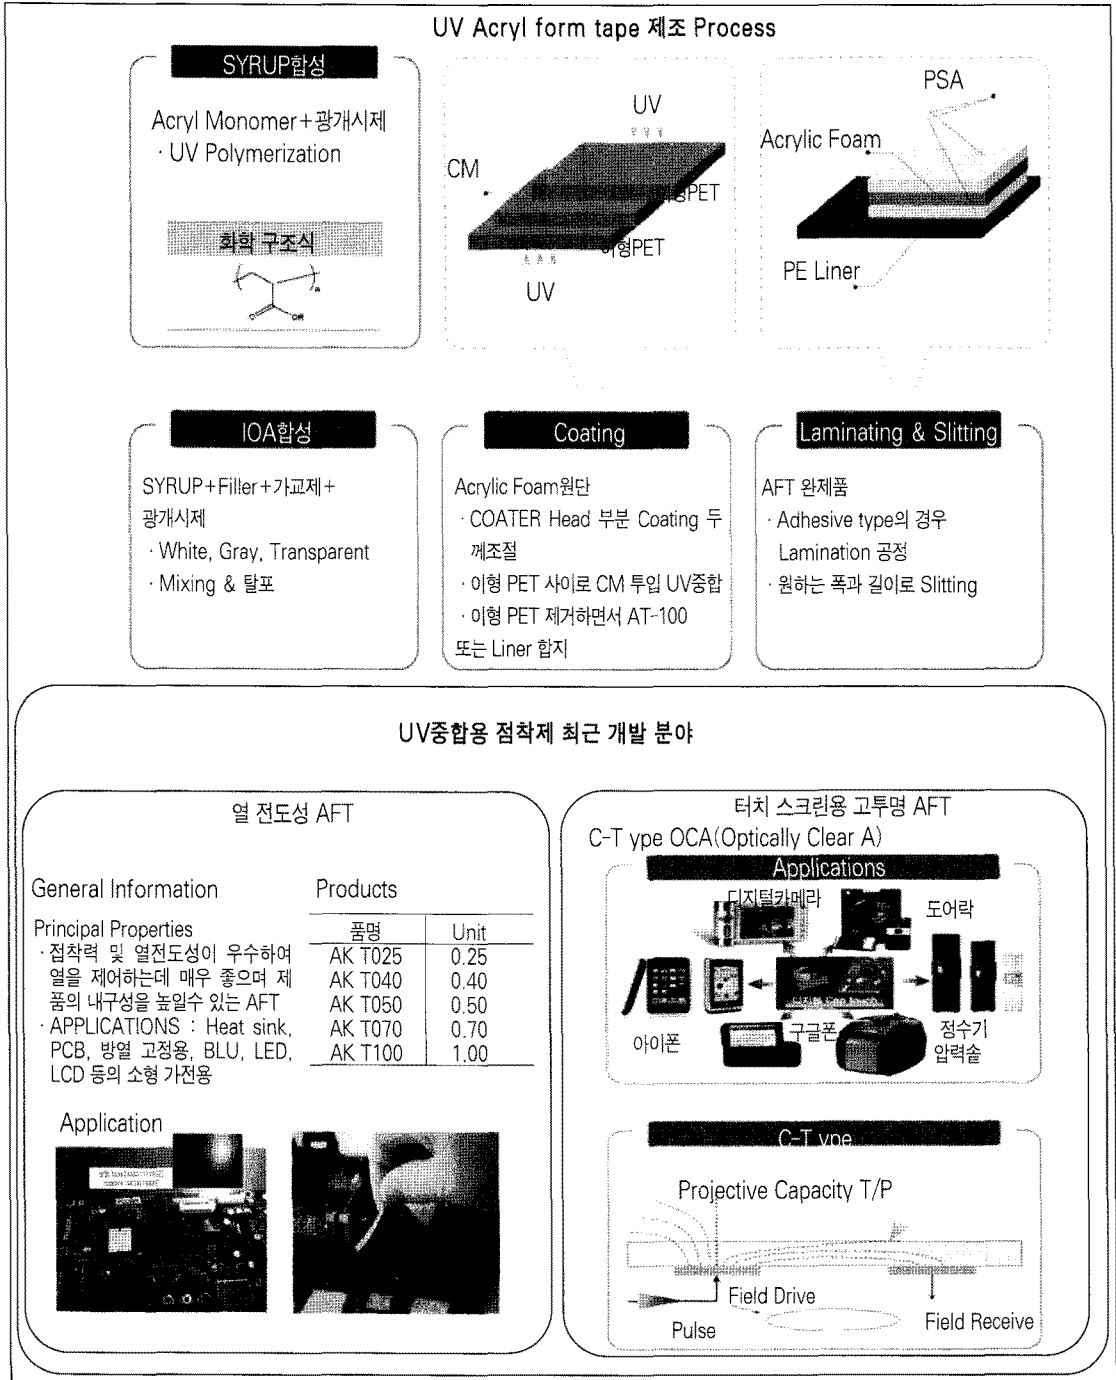 UV Acryl form tape 제조 Process
SYRUP합성
Acryl Monomer+광개시제
· UV Polymerization
화학 구조식
n
O
OR
UV
CM
이형PET
이형PET
UV
PSA
Acrylic Foam
PE Liner
IOA합성
SYRUP+Filler+가교제+
광개시제
· White, Gray, Transparent
· Mixing & 탈포
Coating
Acrylic Foam원단
· COATER Head 부분 Coating 두
께조절
· 이형 PET 사이로 CM 투입 UV중합
· 이형 PET 제거하면서 AT-100
또는 Liner 합지
Laminating & Slitting
AFT 완제품
· Adhesive type의 경우
Lamination 공정
· 원하는 폭과 길이로 Slitting
UV중합용 점착제 최근 개발 분야
열 전도성 AFT
General Information
Principal Properties
· 접착력 및 열전도성이 우수하여
열을 제어하는데 매우 좋으며 제
품의 내구성을 높일수 있는 AFT
· APPLICATIONS : Heat sink,
PCB, 방열 고정용, BLU, LED,
LCD 등의 소형 가전용
Products
품명 Unit
AK T025 0.25
AK T040 0.40
AK T050 0.50
AK T070 0.70
AK T100 1.00
Application
터치 스크린용 고투명 AFT
C-T ype OCA(Optically Clear A)
Applications
디지털카메라
도어락
아이폰
구글폰
정수기
압력솥
C-T ype
Projective Capacity T/P
Field Drive
Pulse
Field Receive